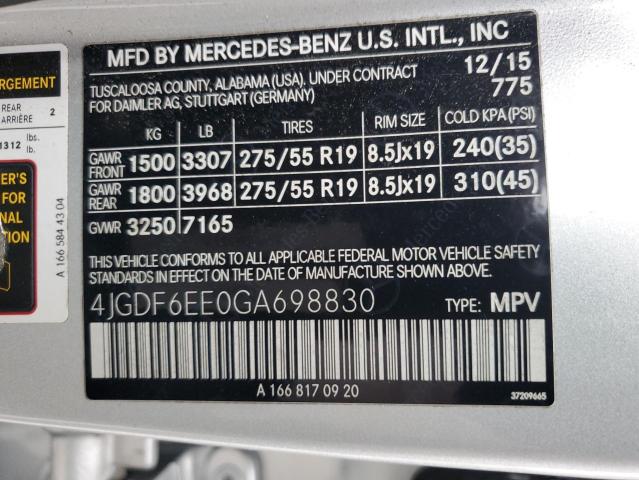 MFD BY MERCEDES-BENZ U.S. INTL., INC
TUSCALOOSA COUNTY, ALABAMA (USA). UNDER CONTRACT 12/15
FOR DAIMLER AG, STUTTGART (GERMANY) 775
KG LB TIRES RIM SIZE COLD KPA (PSI)
GAWR FRONT 1500 3307 275/55 R19 8.5Jx19 240(35)
GAWR REAR 1800 3968 275/55 R19 8.5Jx19 310(45)
GVWR 3250 7165
THIS VEHICLE CONFORMS TO ALL APPLICABLE FEDERAL MOTOR VEHICLE SAFETY
STANDARDS IN EFFECT ON THE DATE OF MANUFACTURE SHOWN ABOVE.
4JGDF6EE0GA698830 TYPE: MPV
A 166 817 09 20
37209665
REAR 2
ARRIÈRE
1312 lbs.
lb.
A 166 584 43 04